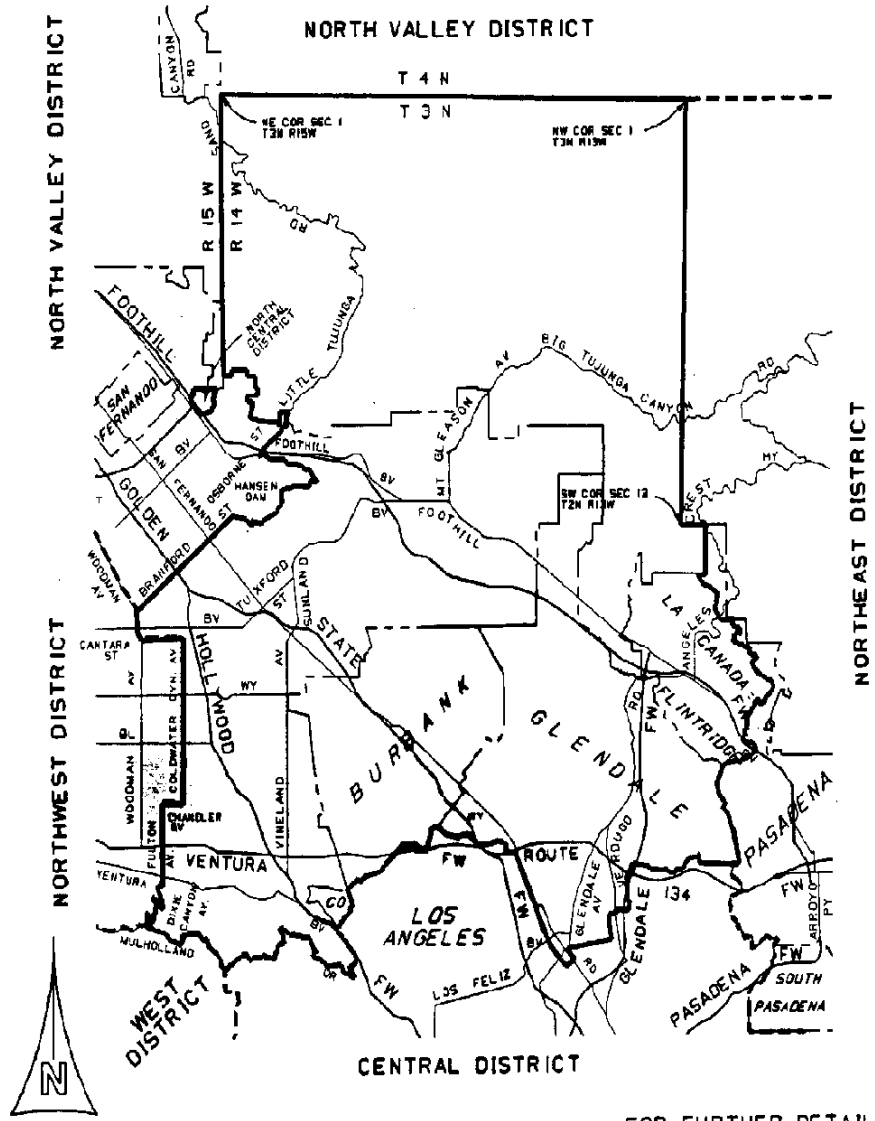 NORTH VALLEY DISTRICT
NORTH VALLEY DISTRICT
CANYON
RD
SAND
T 4 N
T 3 N
NE COR SEC 1
T3N R15W
NW COR SEC 1
T3N R13W
R 15 W
R 14 W
RD
FOOTHILL
NORTH
CENTRAL
DISTRICT
LITTLE
TUJUNGA
BIG TUJUNGA
CANYON
RD
AV
MT GLEASON
SAN
FERNANDO
BV
SAN
FERNANDO
OSBORNE
ST
HANSEN
DAM
FOOTHILL
BV
BV
FOOTHILL
SW COR SEC 13
T2N R13W
CREST
HY
ANGELES
T
GOLDEN
STATE
ST
WOODMAN
AV
BRANFORD
TUXFORD
ST
SUNLAND
BV
CANTARA
ST
AV
WOODMAN
COLDWATER CYN. AV
HOLLYWOOD
WY
BL
AV
VINELAND
BURBANK
GLENDALE
LA CANADA
FLINTRIDGE
FW
RD
FW
NORTHEAST DISTRICT
NORTHWEST DISTRICT
FULTON
AV.
CHANDLER
BV
VENTURA
FW
ROUTE
134
FW
VENTURA
DIXIE
CANYON
AV.
BV
CO
LOS
ANGELES
FW
BV
GLENDALE
AV
VERDUGO
RD
GLENDALE
PASADENA
ARROYO
PY
FW
SOUTH
PASADENA
PASADENA
MULHOLLAND
DR
FW
LOS FELIZ
WEST
DISTRICT
CENTRAL DISTRICT
N